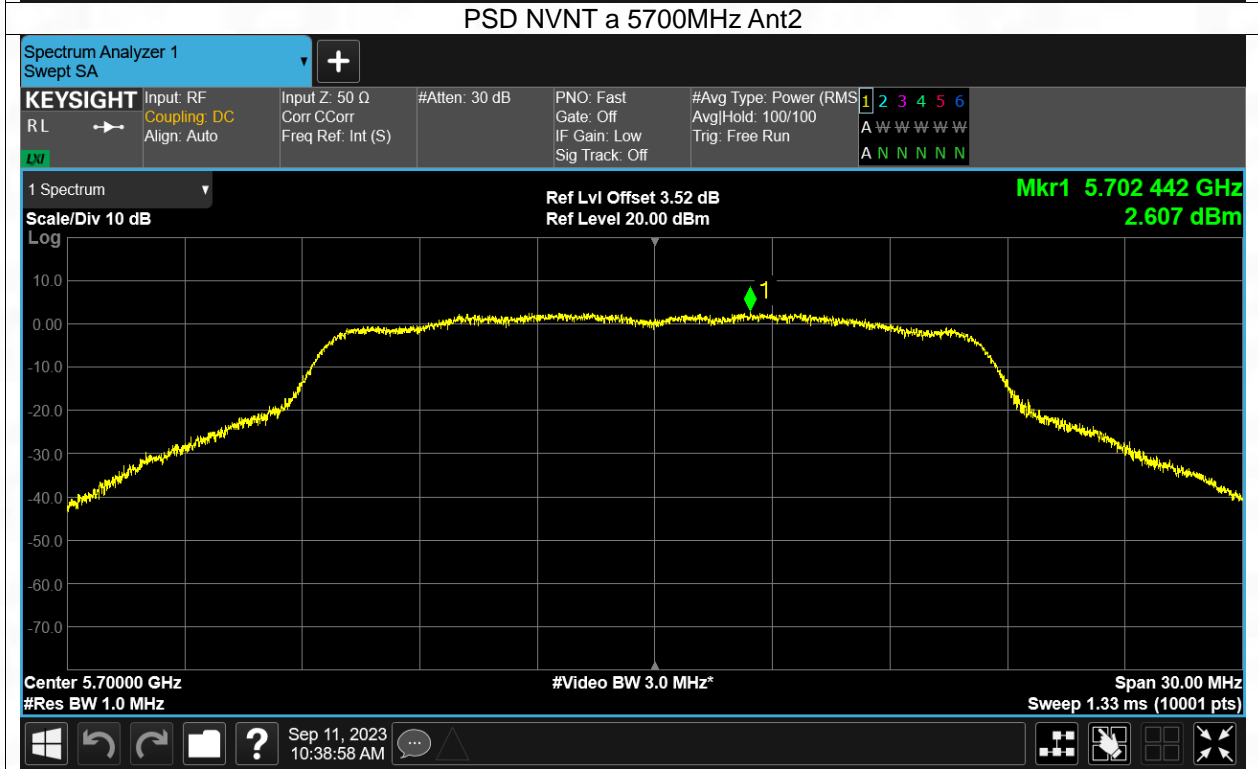 PSD NVNT a 5700MHz Ant2
Spectrum Analyzer 1
Swept SA
KEYSIGHT
RL
LXI
Input: RF
Coupling: DC
Align: Auto
Input Z: 50 Ω
Corr CCorr
Freq Ref: Int (S)
#Atten: 30 dB
PNO: Fast
Gate: Off
IF Gain: Low
Sig Track: Off
#Avg Type: Power (RMS
Avg|Hold: 100/100
Trig: Free Run
1 2 3 4 5 6
A W W W W W
A N N N N N
1 Spectrum
Scale/Div 10 dB
Log
Ref Lvl Offset 3.52 dB
Ref Level 20.00 dBm
Mkr1 5.702 442 GHz
2.607 dBm
10.0
0.00
-10.0
-20.0
-30.0
-40.0
-50.0
-60.0
-70.0
1
Center 5.70000 GHz
#Res BW 1.0 MHz
#Video BW 3.0 MHz*
Span 30.00 MHz
Sweep 1.33 ms (10001 pts)
?
Sep 11, 2023
10:38:58 AM